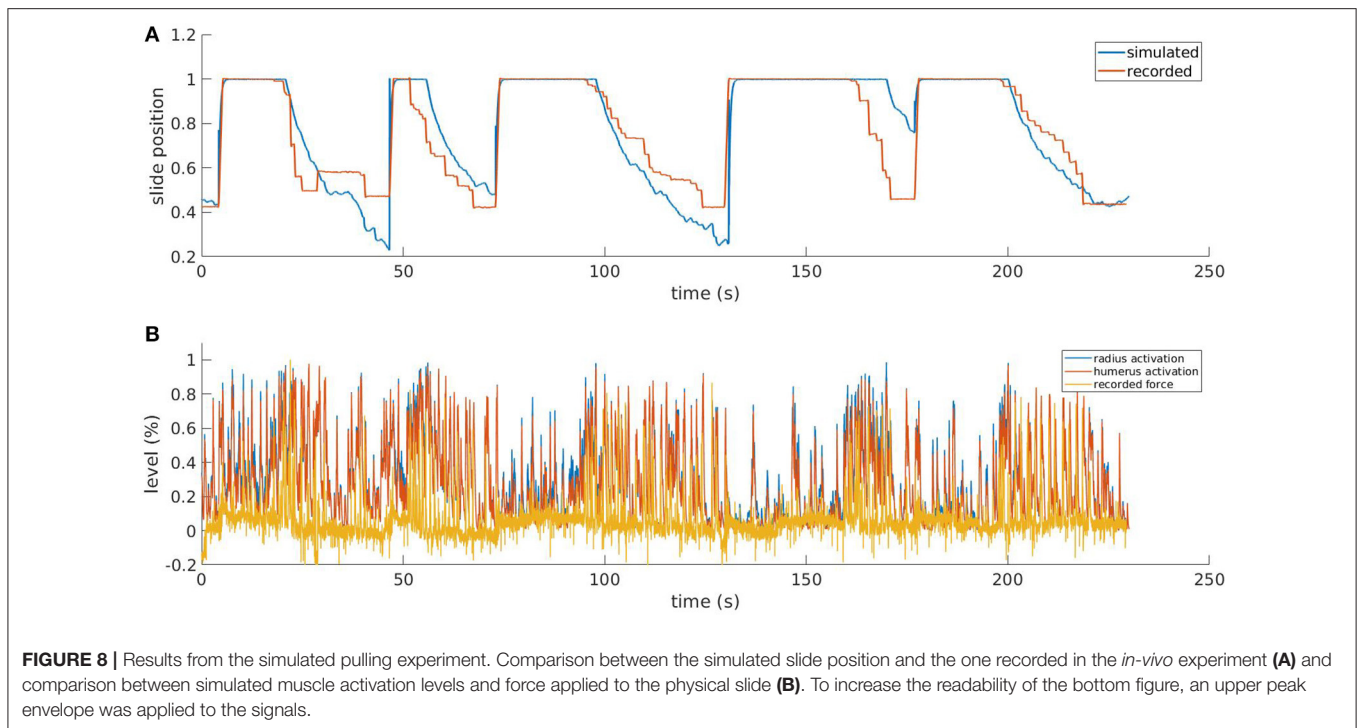 A
1.2
1
0.8
0.6
0.4
0.2
slide position
simulated
recorded
0 50 100 150 200 250
time (s)
B
1
0.8
0.6
0.4
0.2
0
-0.2
level (%)
radius activation
humerus activation
recorded force
0 50 100 150 200 250
time (s)
FIGURE 8 | Results from the simulated pulling experiment. Comparison between the simulated slide position and the one recorded in the in-vivo experiment (A) and
comparison between simulated muscle activation levels and force applied to the physical slide (B). To increase the readability of the bottom figure, an upper peak
envelope was applied to the signals.